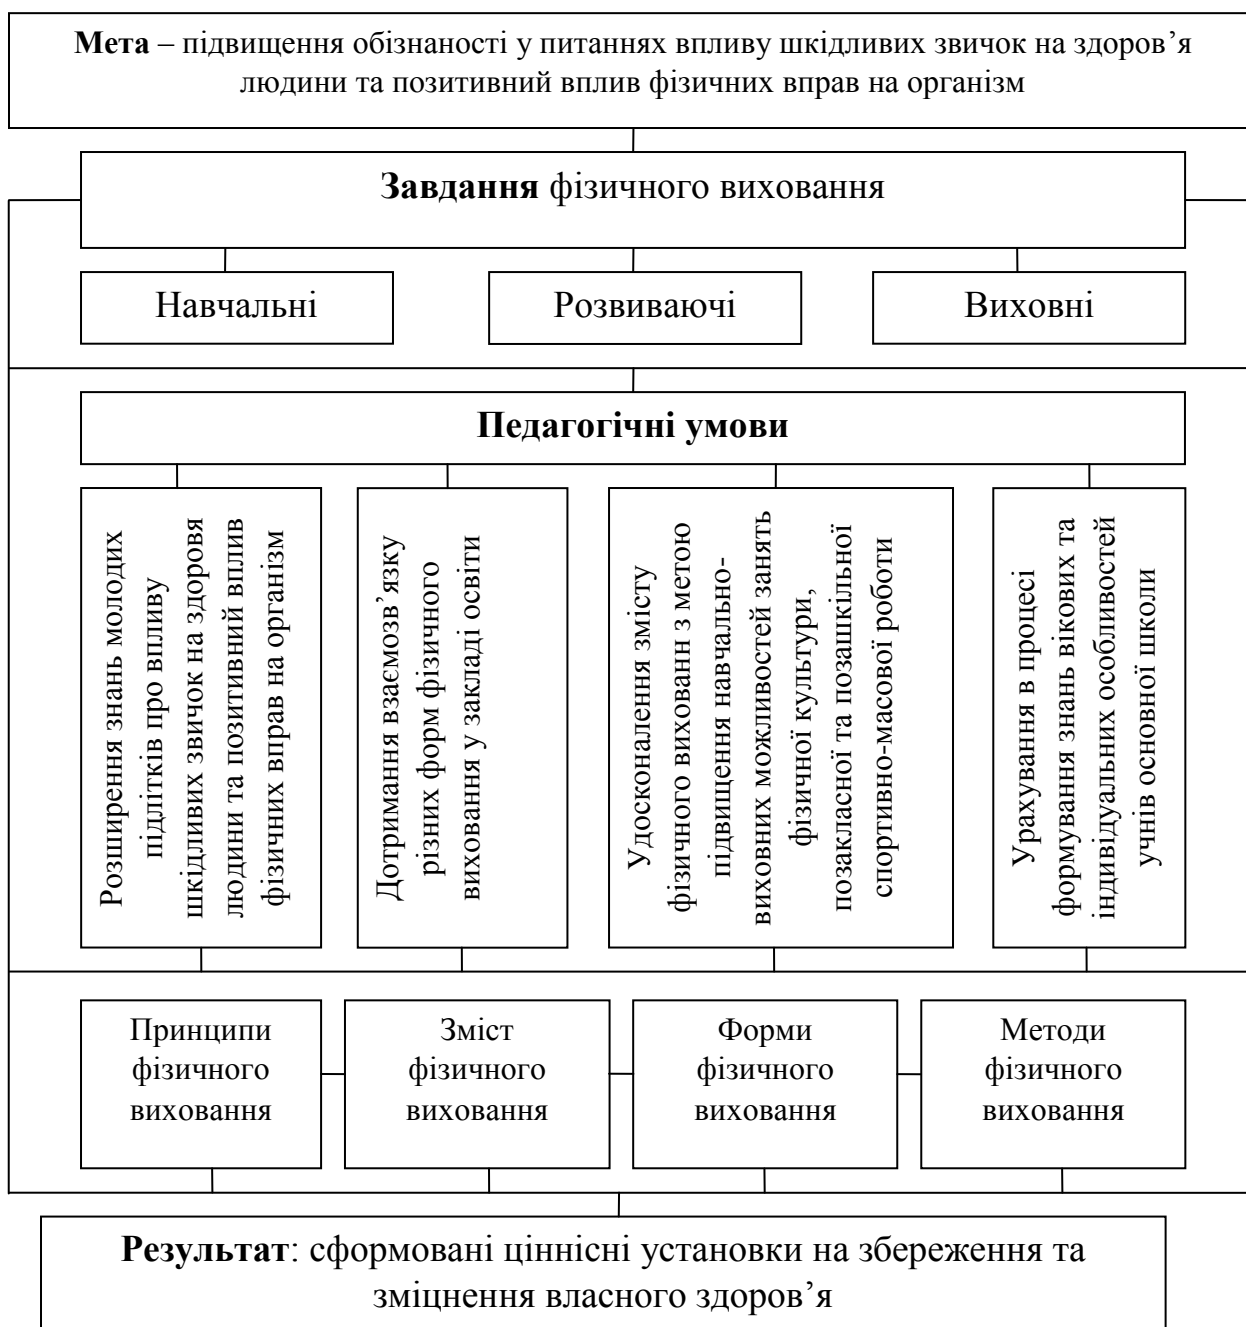 Мета – підвищення обізнаності у питаннях впливу шкідливих звичок на здоров’я
людини та позитивний вплив фізичних вправ на організм
Завдання фізичного виховання
Навчальні
Розвиваючі
Виховні
Педагогічні умови
Розширення знань молодих
підлітків про впливу
шкідливих звичок на здоровя
людини та позитивний вплив
фізичних вправ на організм
Дотримання взаємозв’язку
різних форм фізичного
виховання у закладі освіти
Удосконалення змісту
фізичного вихованн з метою
підвищення навчально-
виховних можливостей занять
фізичної культури,
позакласної та позашкільної
спортивно-масової роботи
Урахування в процесі
формування знань вікових та
індивідуальних особливостей
учнів основної школи
Принципи
фізичного
виховання
Зміст
фізичного
виховання
Форми
фізичного
виховання
Методи
фізичного
виховання
Результат: сформовані ціннісні установки на збереження та
зміцнення власного здоров’я